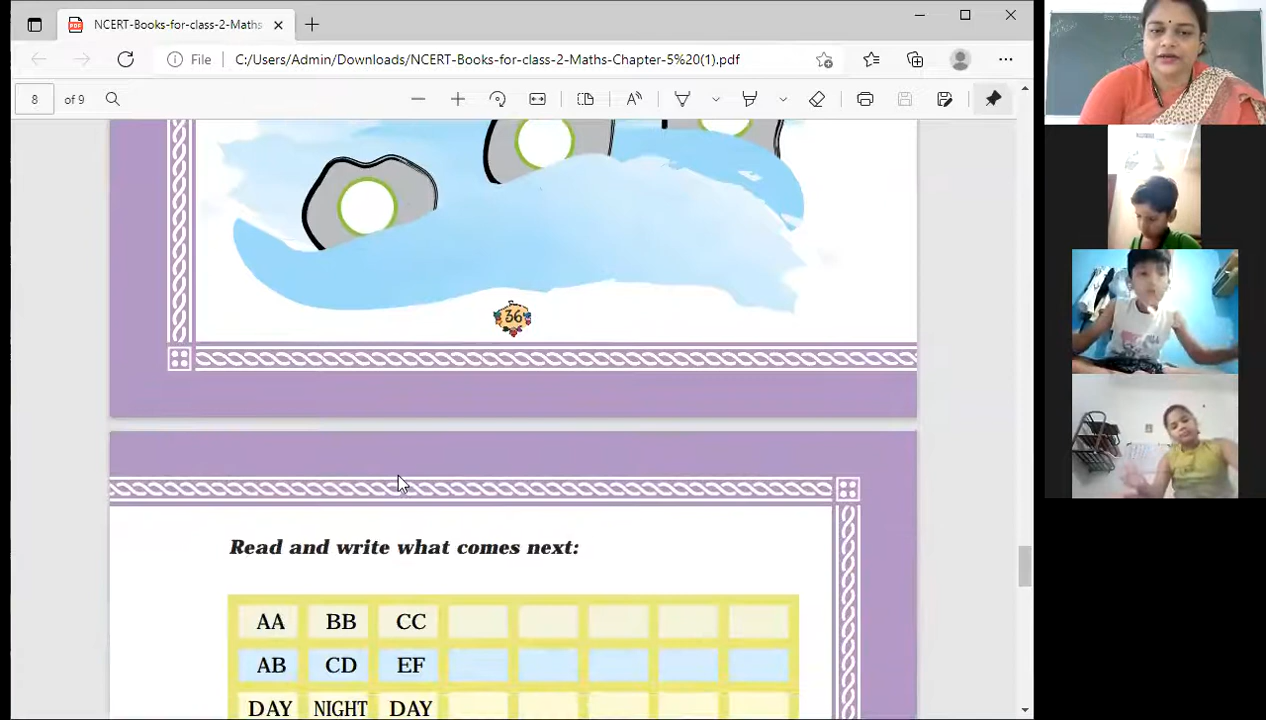 NCERT-Books-for-class-2-Maths
File
C:/Users/Admin/Downloads/NCERT-Books-for-class-2-Maths-Chapter-5%20(1).pdf
8 of 9
36
Read and write what comes next:
AA BB CC
AB CD EF
DAY NIGHT DAY